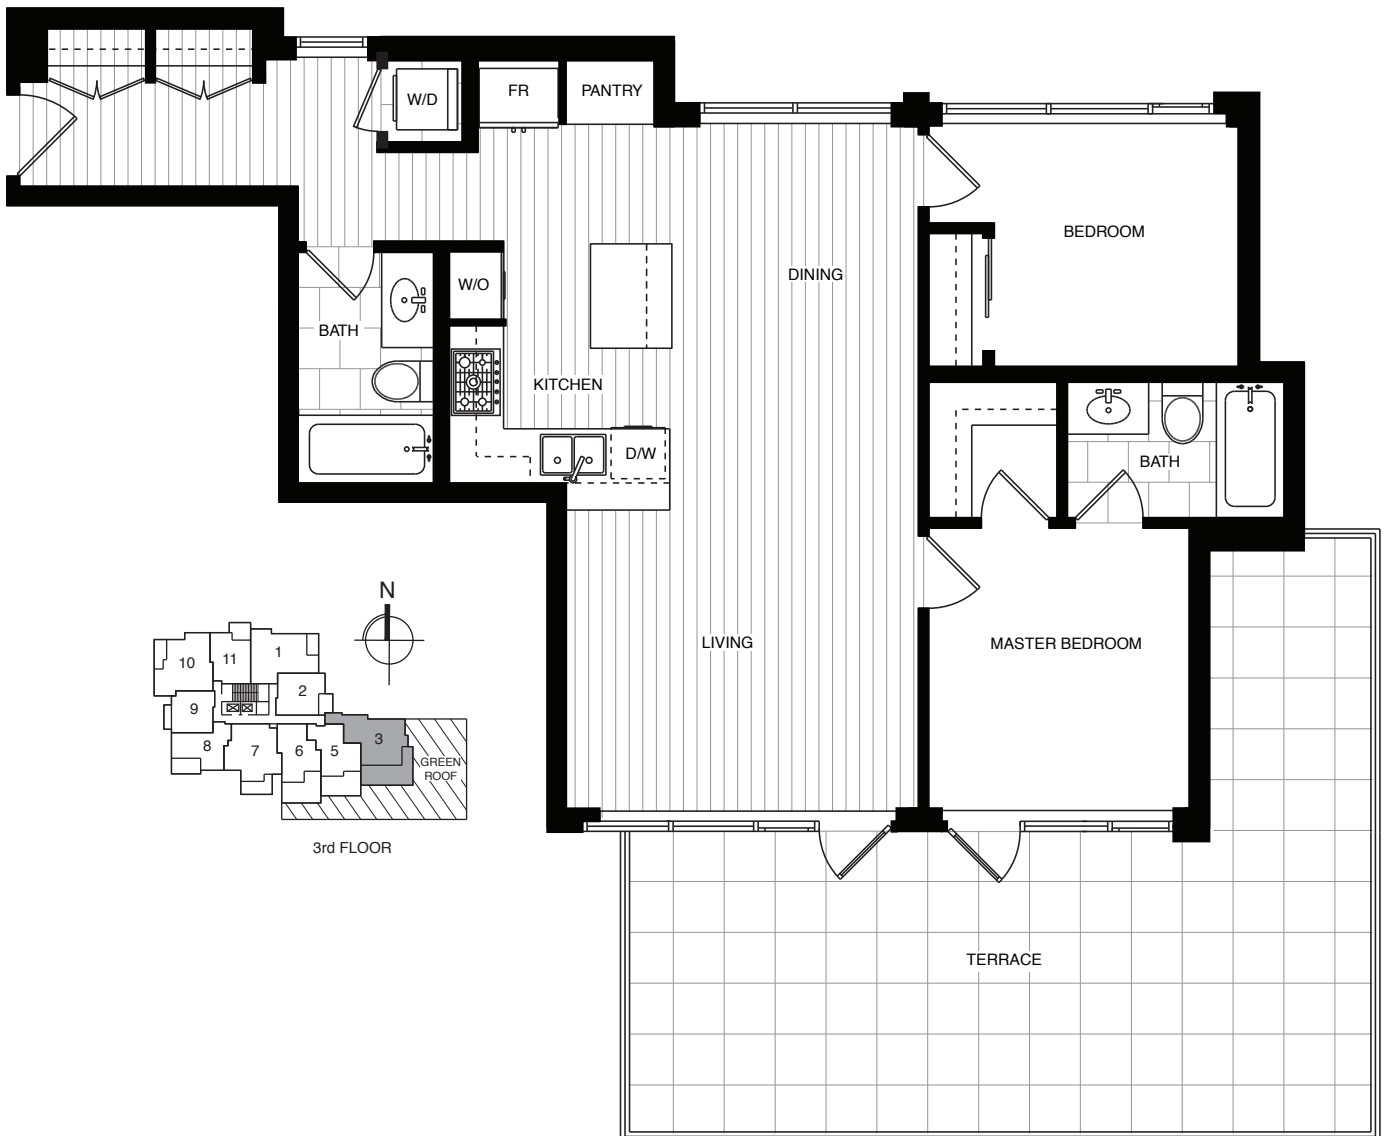 W/D
FR
PANTRY
BEDROOM
DINING
W/O
BATH
KITCHEN
D/W
BATH
LIVING
MASTER BEDROOM
TERRACE
N
10
11
1
2
9
3
8
7
6
5
GREEN
ROOF
3rd FLOOR